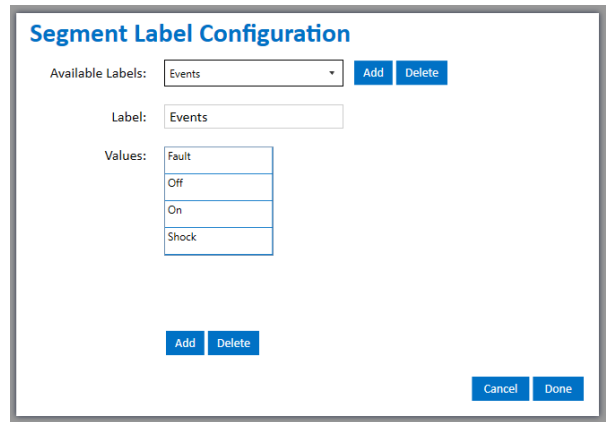 Segment Label Configuration
Available Labels: Events Add Delete
Label: Events
Values: Fault
Off
On
Shock
Add Delete
Cancel Done